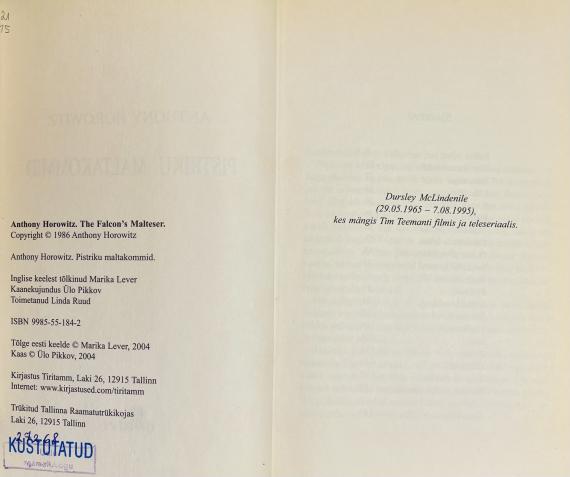 21
75
Anthony Horowitz. The Falcon's Malteser.
Copyright © 1986 Anthony Horowitz
Anthony Horowitz. Pistriku maltakommid.
Inglise keelest tõlkinud Marika Lever
Kaanekujundus Ülo Pikkov
Toimetanud Linda Ruud
ISBN 9985-55-184-2
Tõlge eesti keelde © Marika Lever, 2004
Kaas © Ülo Pikkov, 2004
Kirjastus Tiritamm, Laki 26, 12915 Tallinn
Internet: www.kirjastused.com/tiritamm
Trükitud Tallinna Raamatutrükikojas
Laki 26, 12915 Tallinn
KUSTUTATUD
Dursley McLindenile
(29.05.1965 – 7.08.1995),
kes mängis Tim Teemanti filmis ja teleseriaalis.